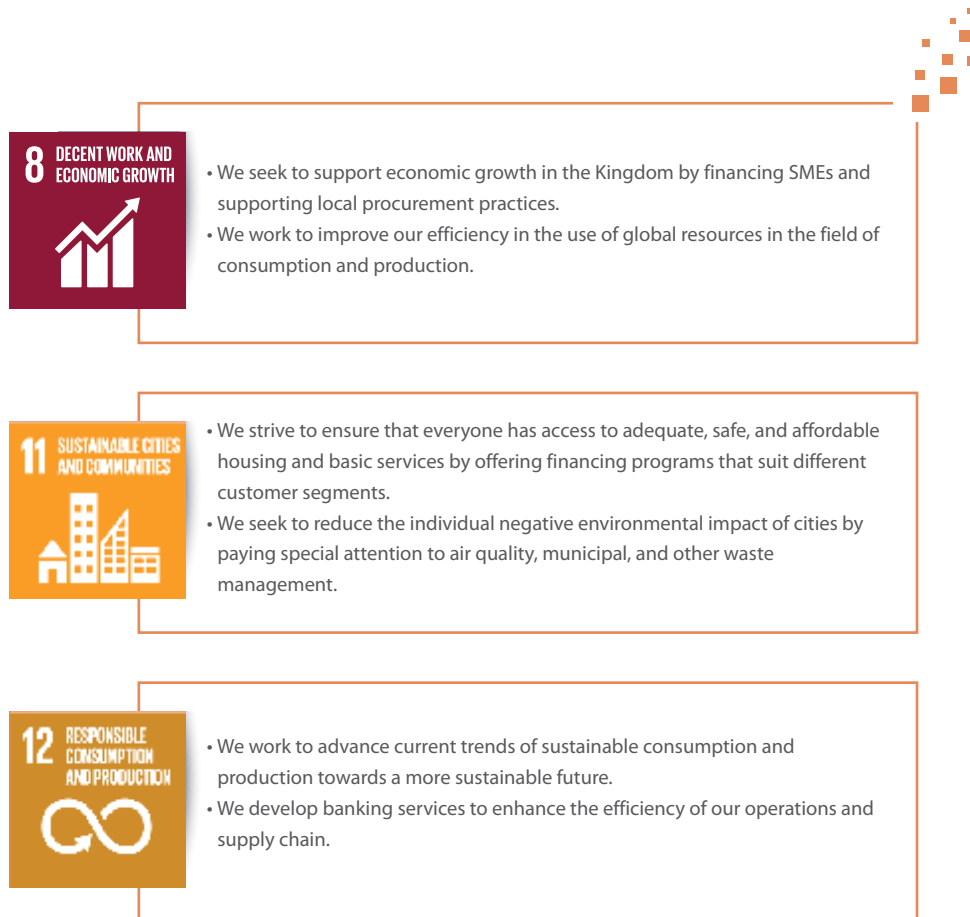 8 DECENT WORK AND
ECONOMIC GROWTH
• We seek to support economic growth in the Kingdom by financing SMEs and
supporting local procurement practices.
• We work to improve our efficiency in the use of global resources in the field of
consumption and production.
11 SUSTAINABLE CITIES
AND COMMUNITIES
• We strive to ensure that everyone has access to adequate, safe, and affordable
housing and basic services by offering financing programs that suit different
customer segments.
• We seek to reduce the individual negative environmental impact of cities by
paying special attention to air quality, municipal, and other waste
management.
12 RESPONSIBLE
CONSUMPTION
AND PRODUCTION
• We work to advance current trends of sustainable consumption and
production towards a more sustainable future.
• We develop banking services to enhance the efficiency of our operations and
supply chain.